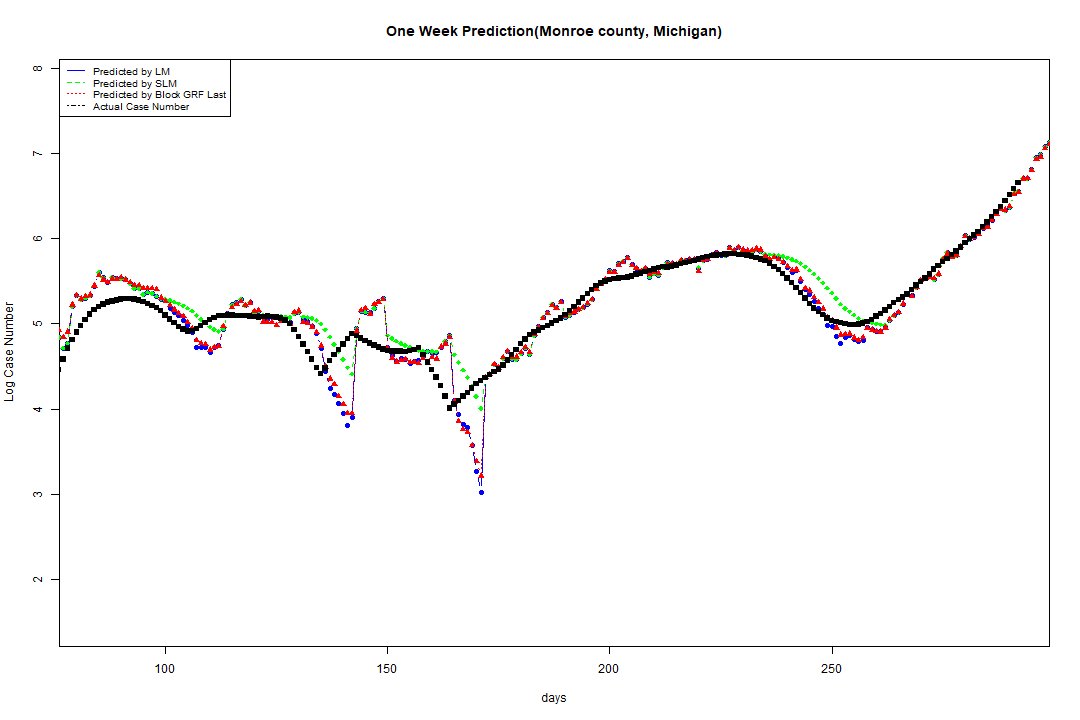 One Week Prediction(Monroe county, Michigan)
Predicted by LM
Predicted by SLM
Predicted by Block GRF Last
Actual Case Number
8
7
6
5
4
3
2
Log Case Number
100 150 200 250
days